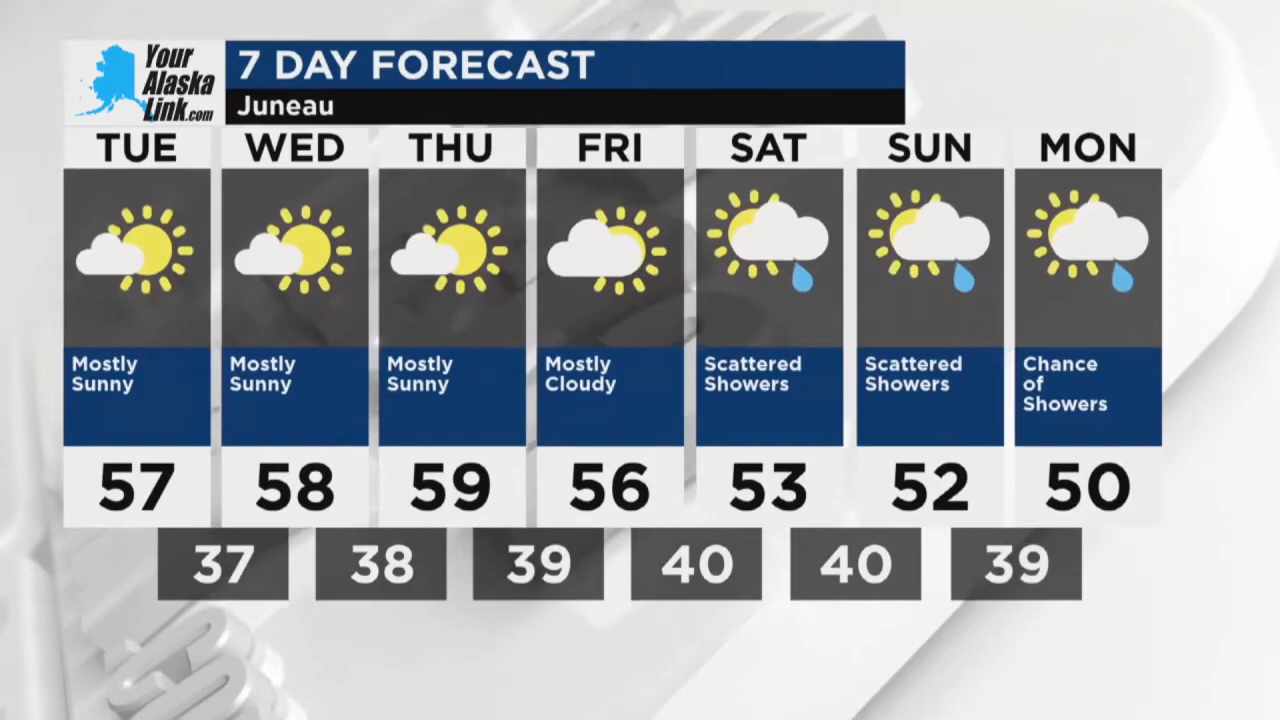 Your
Alaska
Link.com
7 DAY FORECAST
Juneau
TUE WED THU FRI SAT SUN MON
Mostly
Sunny
Mostly
Sunny
Mostly
Sunny
Mostly
Cloudy
Scattered
Showers
Scattered
Showers
Chance
of
Showers
57 58 59 56 53 52 50
37 38 39 40 40 39